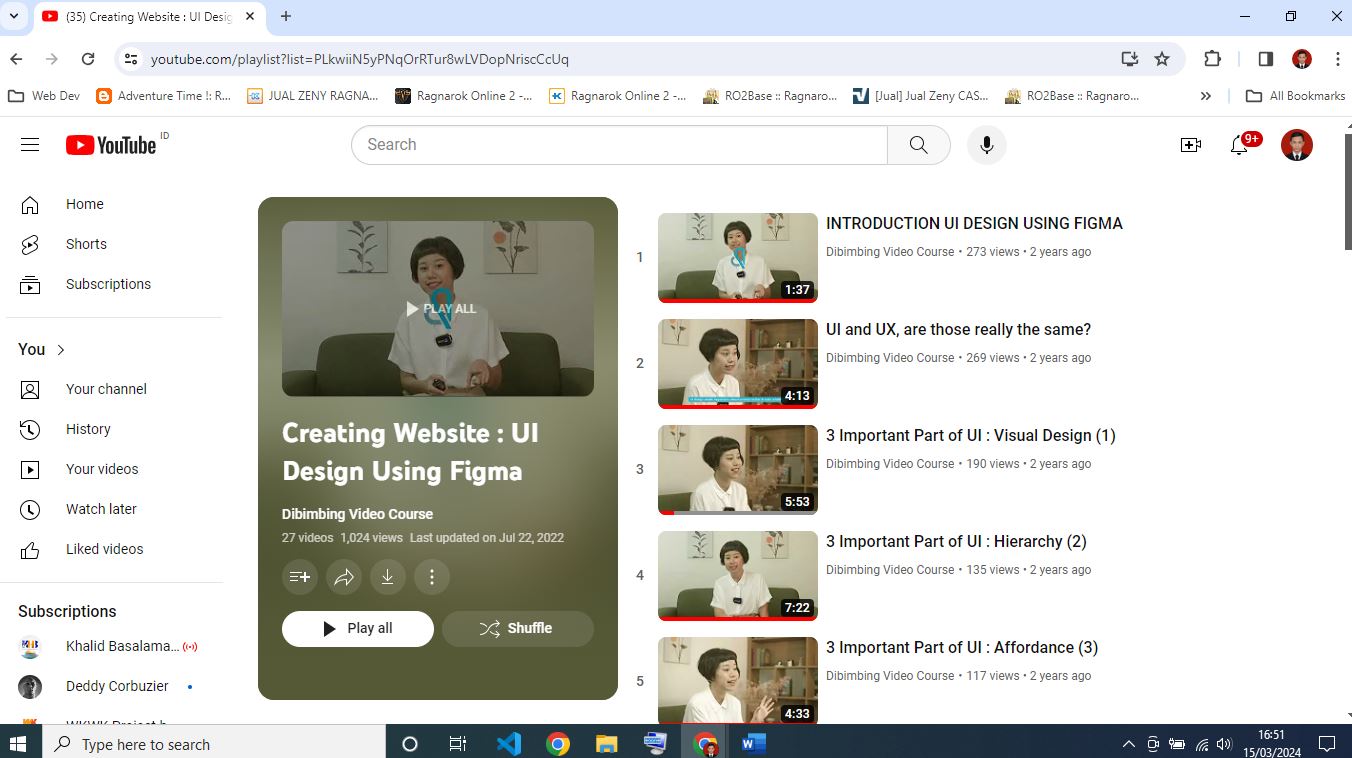 (35) Creating Website : UI Desig
youtube.com/playlist?list=PLkwiiN5yPNqOrRTur8wLVDopNriscCcUq
Web Dev
Adventure Time !: R...
JUAL ZENY RAGNA...
Ragnarok Online 2 -...
Ragnarok Online 2 -...
RO2Base :: Ragnaro...
[Jual] Jual Zeny CAS...
RO2Base :: Ragnaro...
All Bookmarks
YouTube ID
Search
9+
Home
Shorts
Subscriptions
You
Your channel
History
Your videos
Watch later
Liked videos
Subscriptions
Khalid Basalama...
Deddy Corbuzier
PLAY ALL
Creating Website : UI
Design Using Figma
Dibimbing Video Course
27 videos 1,024 views Last updated on Jul 22, 2022
Play all
Shuffle
1
1:37
INTRODUCTION UI DESIGN USING FIGMA
Dibimbing Video Course • 273 views • 2 years ago
2
4:13
UI and UX, are those really the same?
Dibimbing Video Course • 269 views • 2 years ago
3
5:53
3 Important Part of UI : Visual Design (1)
Dibimbing Video Course • 190 views • 2 years ago
4
7:22
3 Important Part of UI : Hierarchy (2)
Dibimbing Video Course • 135 views • 2 years ago
5
4:33
3 Important Part of UI : Affordance (3)
Dibimbing Video Course • 117 views • 2 years ago
Type here to search
16:51
15/03/2024